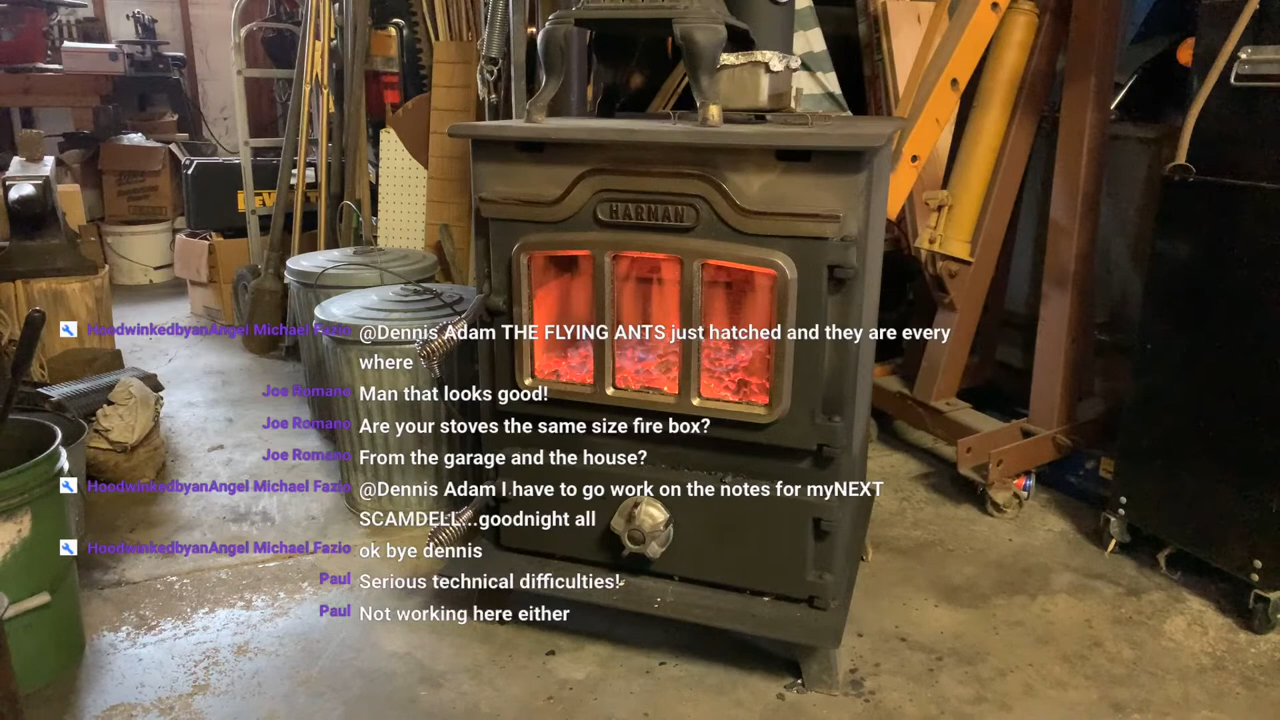 DEWALT
HARMAN
HoodwinkedbyanAngel Michael Fazio @Dennis Adam THE FLYING ANTS just hatched and they are every
where
Joe Romano Man that looks good!
Joe Romano Are your stoves the same size fire box?
Joe Romano From the garage and the house?
HoodwinkedbyanAngel Michael Fazio @Dennis Adam I have to go work on the notes for myNEXT
SCAMDELL...goodnight all
HoodwinkedbyanAngel Michael Fazio ok bye dennis
Paul Serious technical difficulties!
Paul Not working here either